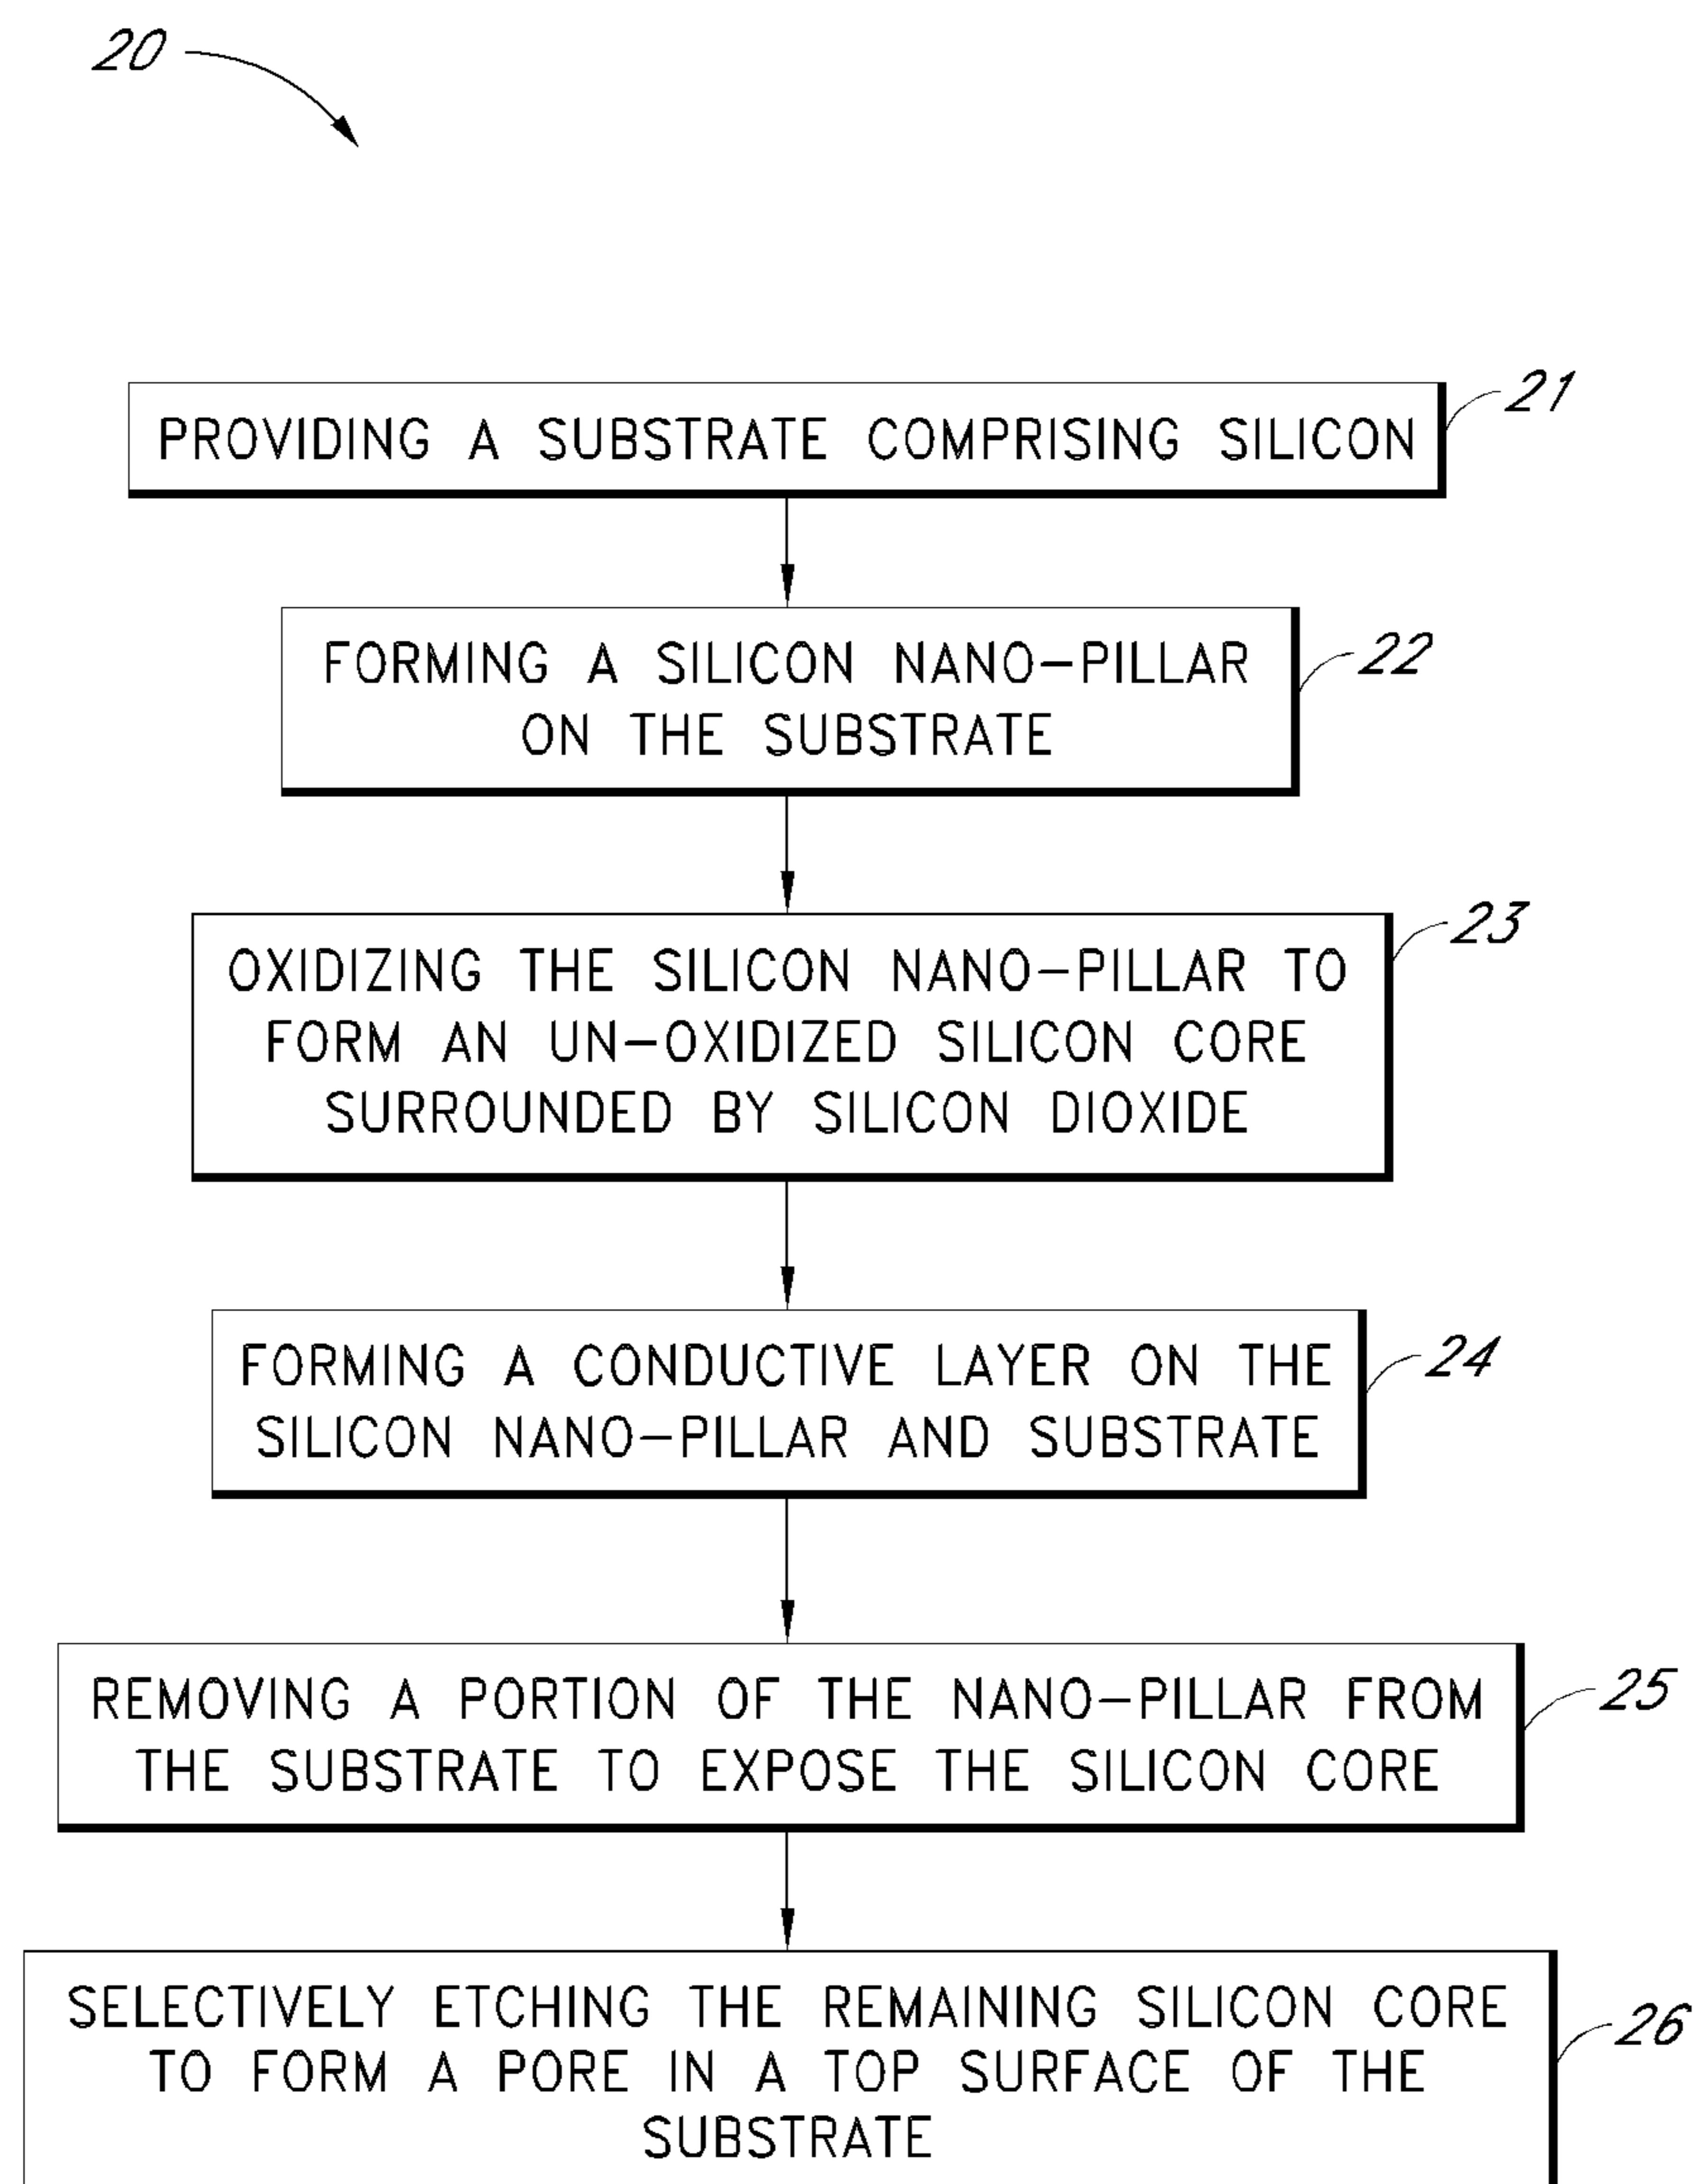 20
PROVIDING A SUBSTRATE COMPRISING SILICON
21
FORMING A SILICON NANO-PILLAR
ON THE SUBSTRATE
22
OXIDIZING THE SILICON NANO-PILLAR TO
FORM AN UN-OXIDIZED SILICON CORE
SURROUNDED BY SILICON DIOXIDE
23
FORMING A CONDUCTIVE LAYER ON THE
SILICON NANO-PILLAR AND SUBSTRATE
24
REMOVING A PORTION OF THE NANO-PILLAR FROM
THE SUBSTRATE TO EXPOSE THE SILICON CORE
25
SELECTIVELY ETCHING THE REMAINING SILICON CORE
TO FORM A PORE IN A TOP SURFACE OF THE
SUBSTRATE
26